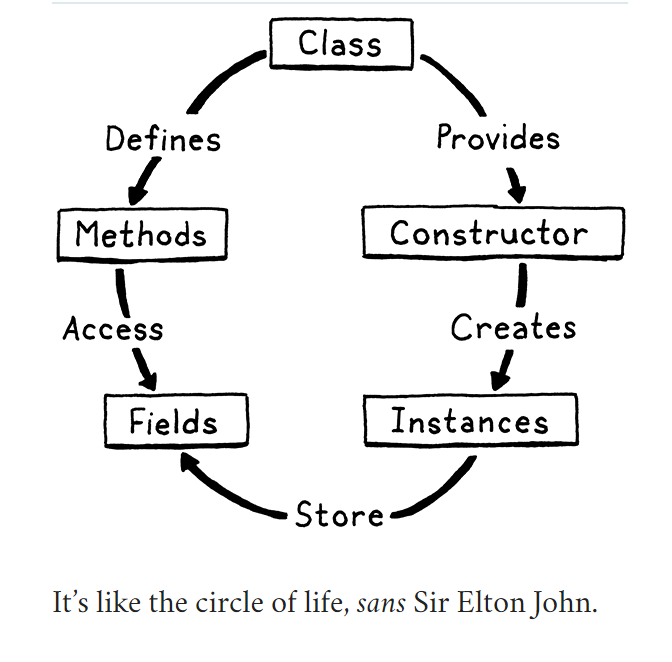 Class
Defines
Provides
Methods
Constructor
Access
Creates
Fields
Instances
Store
It’s like the circle of life, sans Sir Elton John.